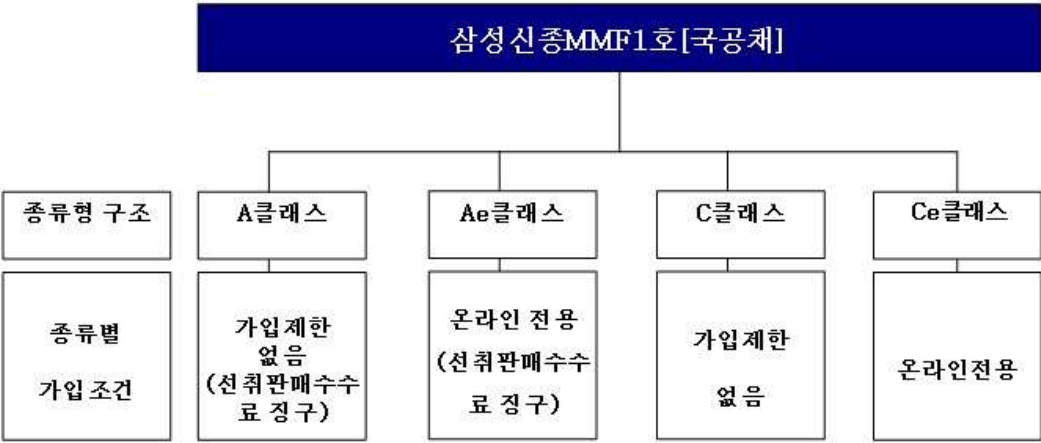 삼성신종MMF1호[국공채]
종류형 구조
A클래스
Ae클래스
C클래스
Ce클래스
종류별
가입 조건
가입제한
없음
(선취판매수수
료 징구)
온라인 전용
(선취판매수수
료 징구)
가입제한
없음
온라인전용